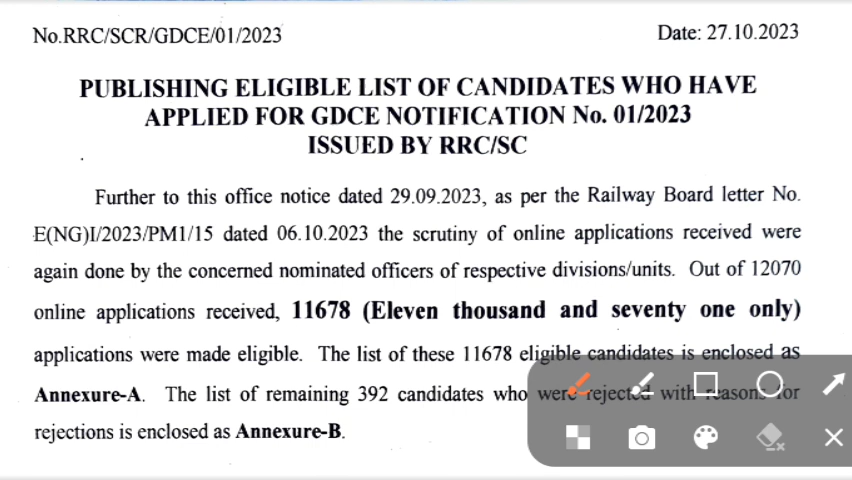 No.RRC/SCR/GDCE/01/2023 Date: 27.10.2023
PUBLISHING ELIGIBLE LIST OF CANDIDATES WHO HAVE
APPLIED FOR GDCE NOTIFICATION No. 01/2023
ISSUED BY RRC/SC
Further to this office notice dated 29.09.2023, as per the Railway Board letter No.
E(NG)I/2023/PM1/15 dated 06.10.2023 the scrutiny of online applications received were
again done by the concerned nominated officers of respective divisions/units. Out of 12070
online applications received, 11678 (Eleven thousand and seventy one only)
applications were made eligible. The list of these 11678 eligible candidates is enclosed as
Annexure-A. The list of remaining 392 candidates who were rejected with reasons for
rejections is enclosed as Annexure-B.